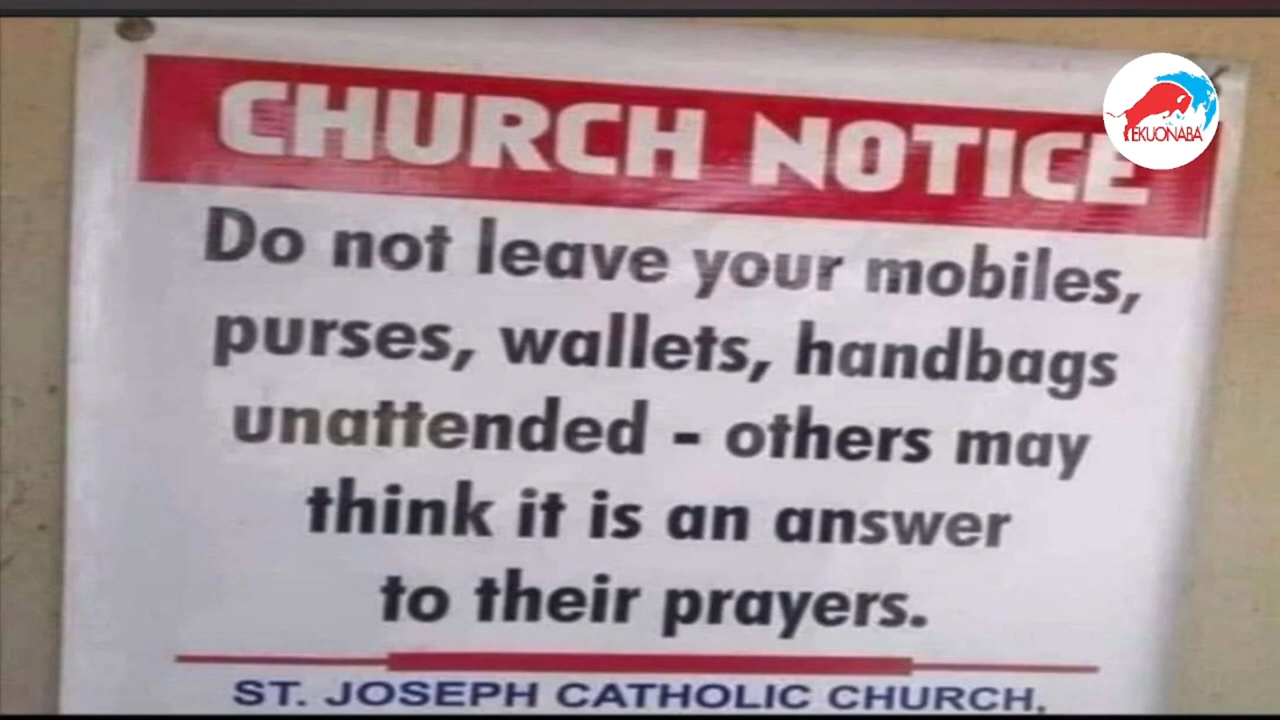 CHURCH NOTICE
EKUONABA
Do not leave your mobiles,
purses, wallets, handbags
unattended - others may
think it is an answer
to their prayers.
ST. JOSEPH CATHOLIC CHURCH,